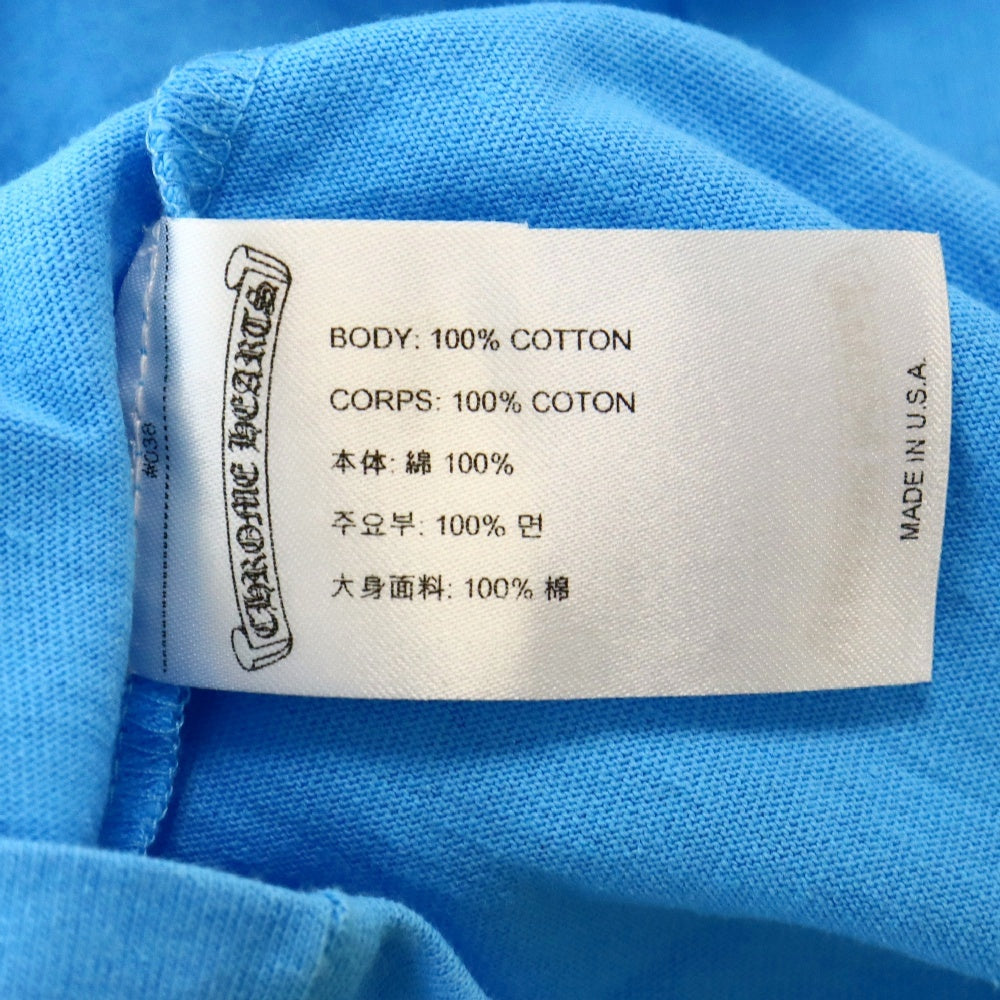 #038
CHROME HEARTS
BODY: 100% COTTON
CORPS: 100% COTON
本体: 綿 100%
주요부: 100% 면
大身面料: 100% 棉
MADE IN U.S.A.